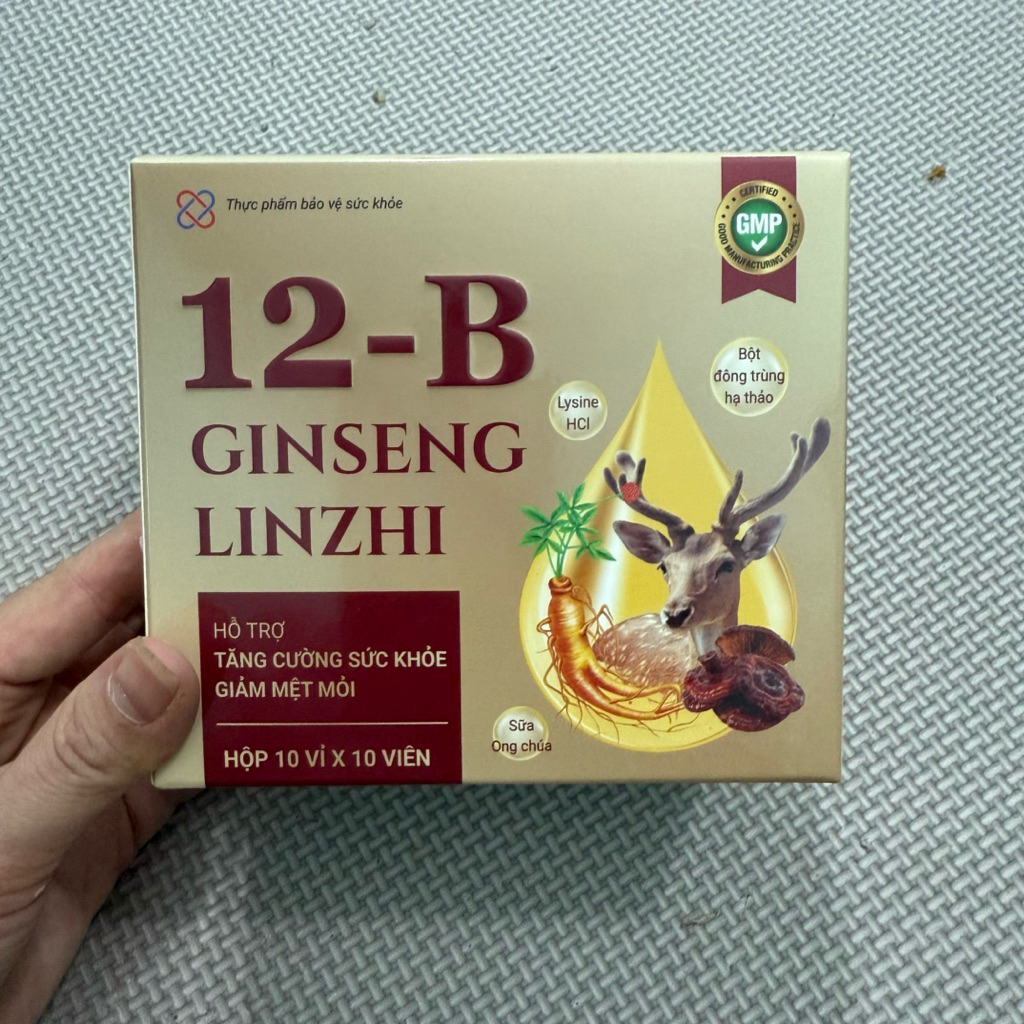 Thực phẩm bảo vệ sức khỏe
CERTIFIED
GMP
GOOD MANUFACTURING PRACTICE
12-B
GINSENG
LINZHI
Bột
đông trùng
hạ thảo
Lysine
HCl
HỖ TRỢ
TĂNG CƯỜNG SỨC KHỎE
GIẢM MỆT MỎI
HỘP 10 VỈ X 10 VIÊN
Sữa
Ong chúa